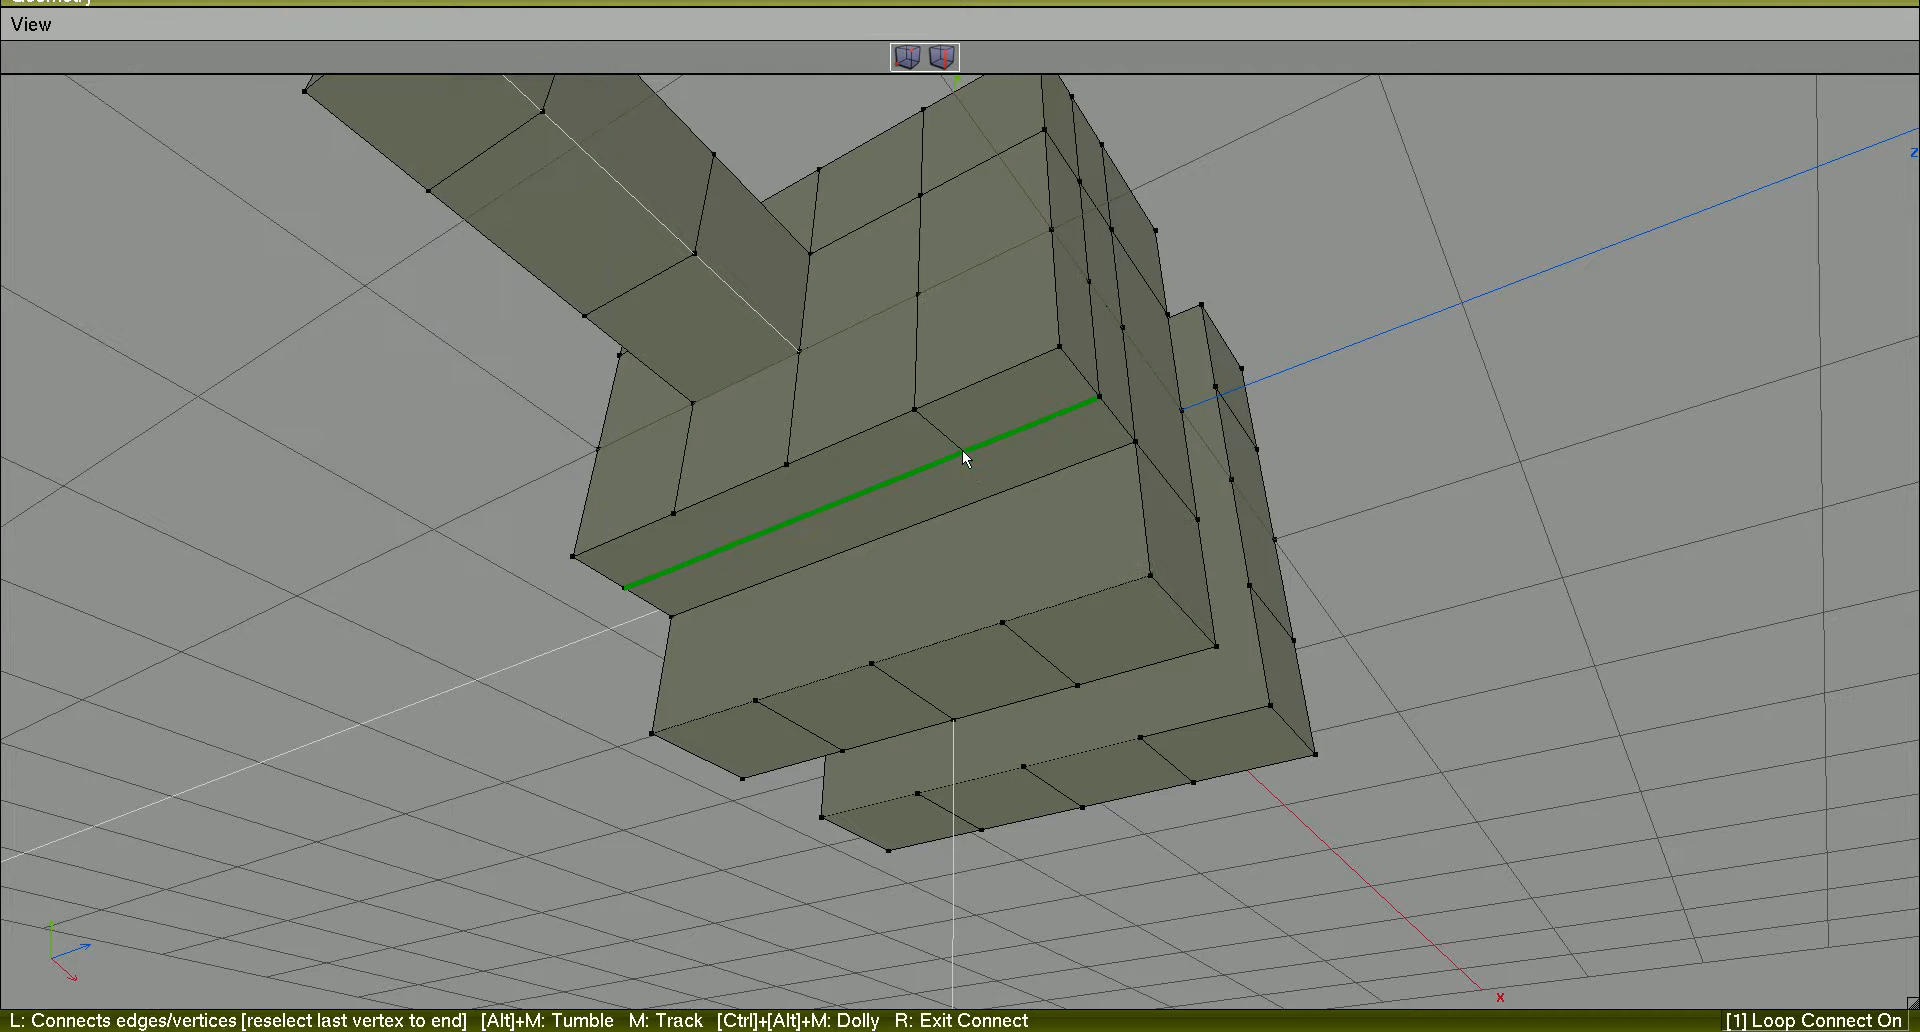 Geometry
View
z
x
L: Connects edges/vertices [reselect last vertex to end]   [Alt]+M: Tumble   M: Track   [Ctrl]+[Alt]+M: Dolly   R: Exit Connect   [1] Loop Connect On